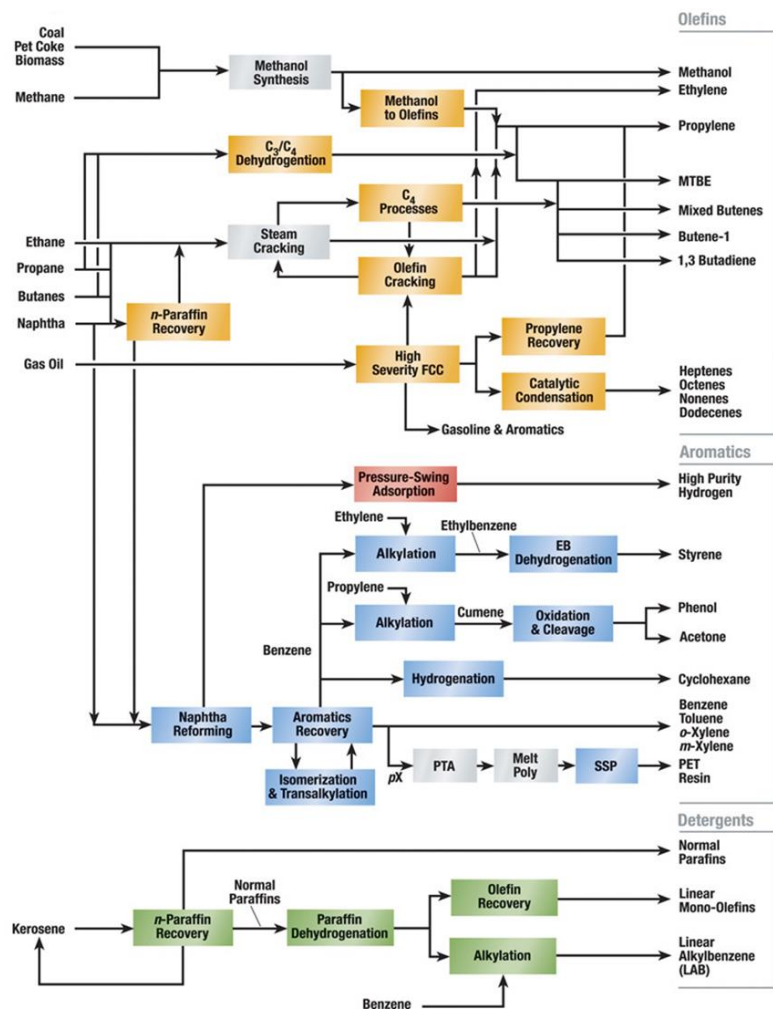 Olefins
Coal
Pet Coke
Biomass
Methane
Methanol
Synthesis
Methanol
Ethylene
Methanol
to Olefins
Propylene
C3/C4
Dehydrogention
MTBE
C4
Processes
Mixed Butenes
Ethane
Steam
Cracking
Butene-1
Propane
Olefin
Cracking
1,3 Butadiene
Butanes
Naphtha
n-Paraffin
Recovery
Propylene
Recovery
Gas Oil
High
Severity FCC
Catalytic
Condensation
Heptenes
Octenes
Nonenes
Dodecenes
Gasoline & Aromatics
Aromatics
Pressure-Swing
Adsorption
High Purity
Hydrogen
Ethylene
Ethylbenzene
Alkylation
EB
Dehydrogenation
Styrene
Propylene
Cumene
Alkylation
Oxidation
& Cleavage
Phenol
Acetone
Benzene
Hydrogenation
Cyclohexane
Naphtha
Reforming
Aromatics
Recovery
Benzene
Toluene
o-Xylene
m-Xylene
Isomerization
& Transalkylation
pX
PTA
Melt
Poly
SSP
PET
Resin
Detergents
Normal
Parafins
Kerosene
n-Paraffin
Recovery
Normal
Paraffins
Paraffin
Dehydrogenation
Olefin
Recovery
Linear
Mono-Olefins
Alkylation
Linear
Alkylbenzene
(LAB)
Benzene